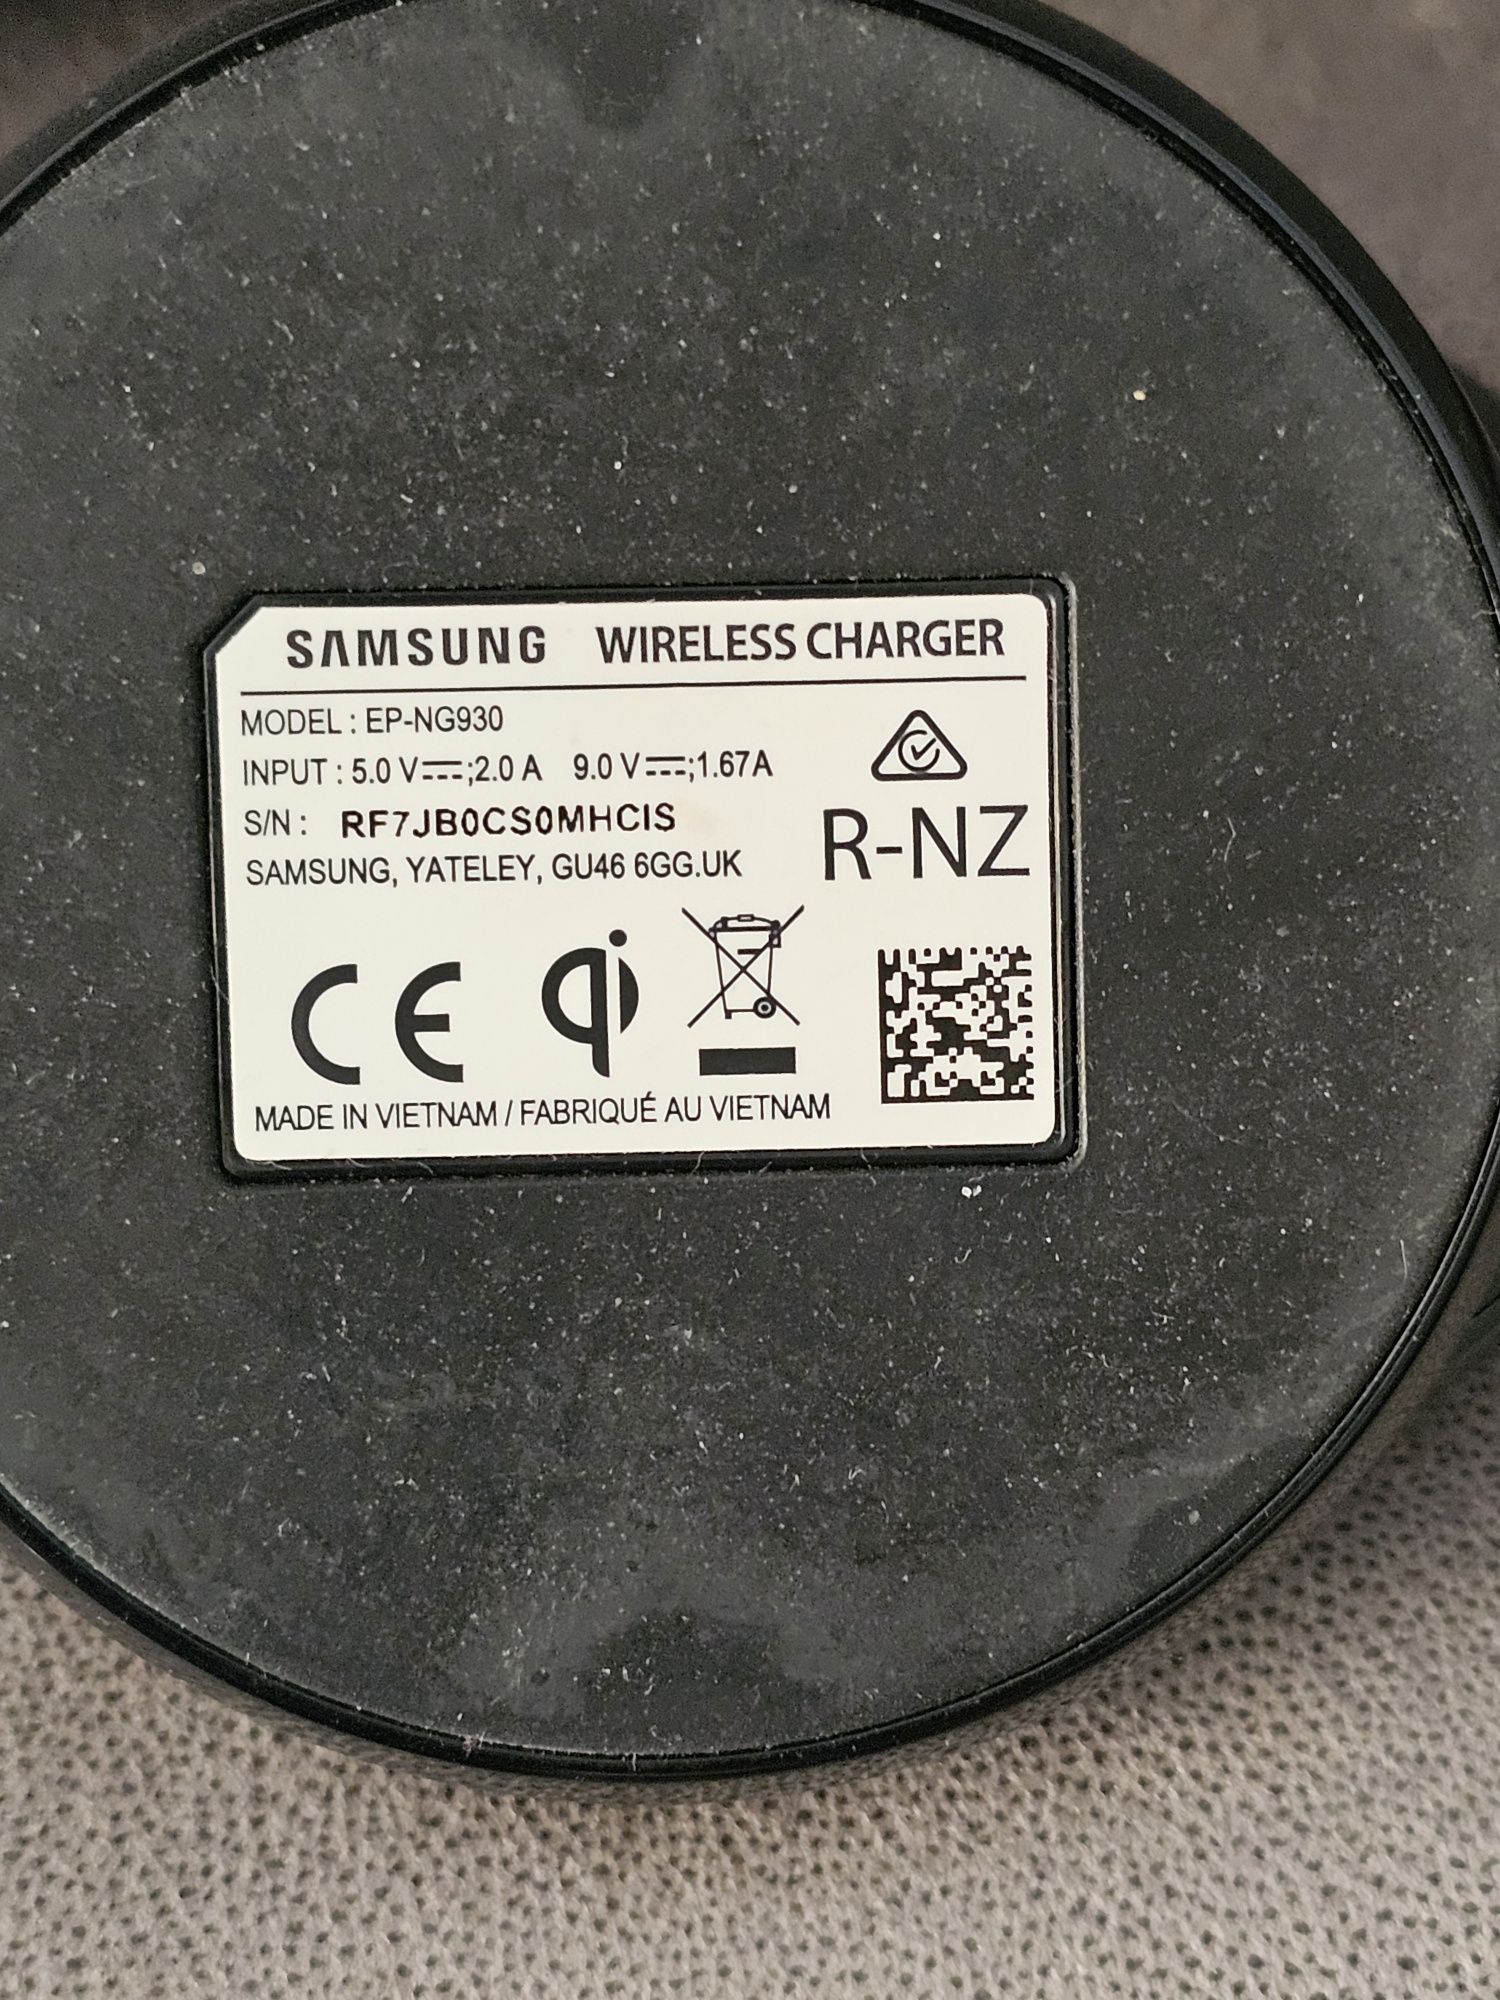 SAMSUNG WIRELESS CHARGER
MODEL : EP-NG930
INPUT : 5.0 V⎓;2.0 A 9.0 V⎓;1.67A
S/N : RF7JB0CS0MHCIS
SAMSUNG, YATELEY, GU46 6GG.UK
R-NZ
CE qi
MADE IN VIETNAM / FABRIQUÉ AU VIETNAM